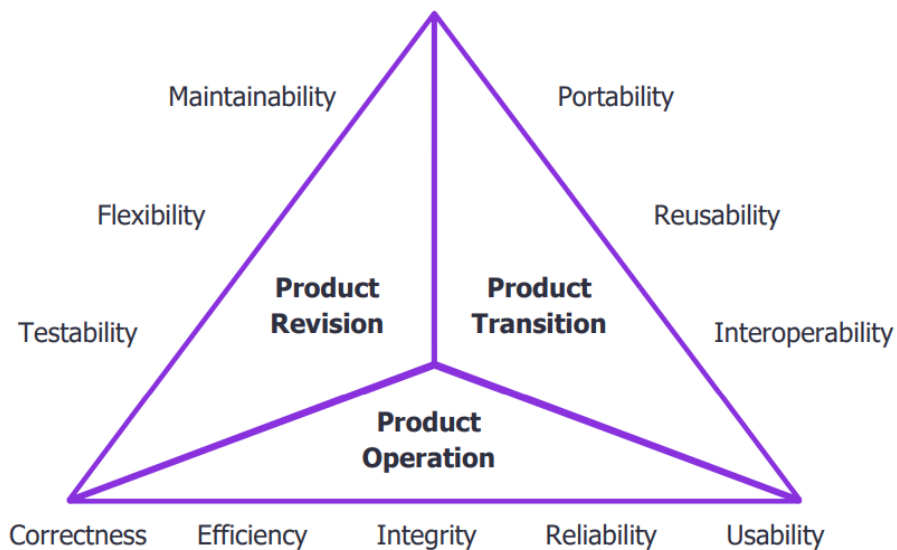 Maintainability
Portability
Flexibility
Reusability
Product
Revision
Product
Transition
Testability
Interoperability
Product
Operation
Correctness
Efficiency
Integrity
Reliability
Usability